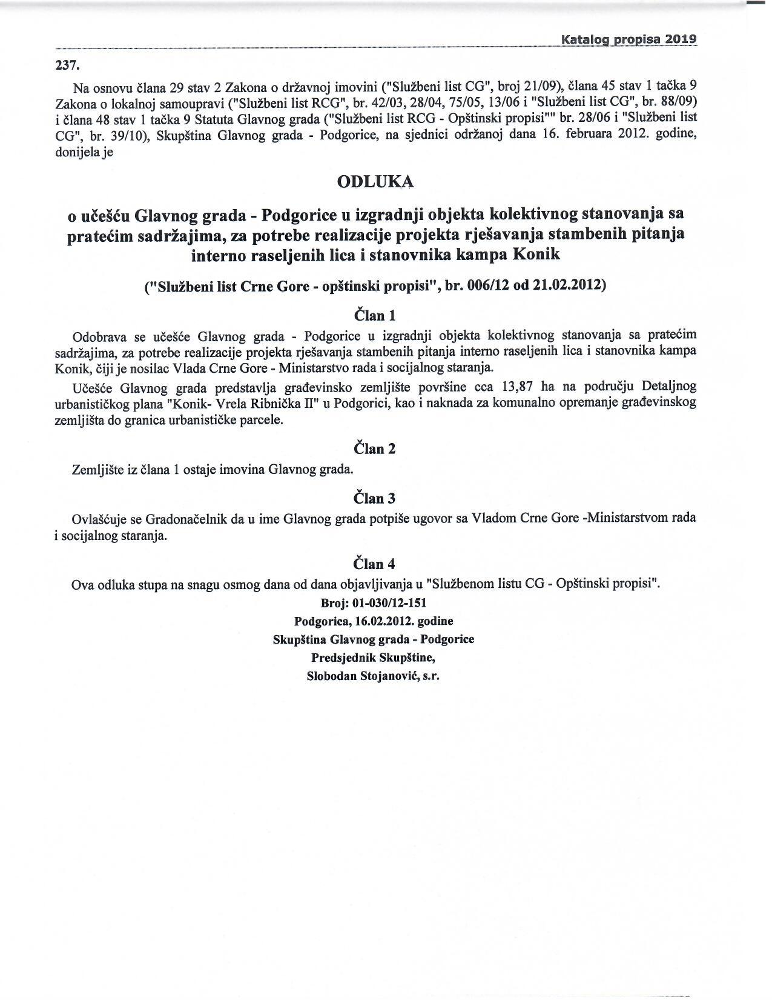 Katalog propisa 2019
237.
Na osnovu člana 29 stav 2 Zakona o državnoj imovini ("Službeni list CG", broj 21/09), člana 45 stav 1 tačka 9
Zakona o lokalnoj samoupravi ("Službeni list RCG", br. 42/03, 28/04, 75/05, 13/06 i "Službeni list CG", br. 88/09)
i člana 48 stav 1 tačka 9 Statuta Glavnog grada ("Službeni list RCG - Opštinski propisi"" br. 28/06 i "Službeni list
CG", br. 39/10), Skupština Glavnog grada - Podgorice, na sjednici održanoj dana 16. februara 2012. godine,
donijela je
ODLUKA
o učešću Glavnog grada - Podgorice u izgradnji objekta kolektivnog stanovanja sa
pratećim sadržajima, za potrebe realizacije projekta rješavanja stambenih pitanja
interno raseljenih lica i stanovnika kampa Konik
("Službeni list Crne Gore - opštinski propisi", br. 006/12 od 21.02.2012)
Član 1
Odobrava se učešće Glavnog grada - Podgorice u izgradnji objekta kolektivnog stanovanja sa pratećim
sadržajima, za potrebe realizacije projekta rješavanja stambenih pitanja interno raseljenih lica i stanovnika kampa
Konik, čiji je nosilac Vlada Crne Gore - Ministarstvo rada i socijalnog staranja.
Učešće Glavnog grada predstavlja građevinsko zemljište površine cca 13,87 ha na području Detaljnog
urbanističkog plana "Konik- Vrela Ribnička II" u Podgorici, kao i naknada za komunalno opremanje građevinskog
zemljišta do granica urbanističke parcele.
Član 2
Zemljište iz člana 1 ostaje imovina Glavnog grada.
Član 3
Ovlašćuje se Gradonačelnik da u ime Glavnog grada potpiše ugovor sa Vladom Crne Gore -Ministarstvom rada
i socijalnog staranja.
Član 4
Ova odluka stupa na snagu osmog dana od dana objavljivanja u "Službenom listu CG - Opštinski propisi".
Broj: 01-030/12-151
Podgorica, 16.02.2012. godine
Skupština Glavnog grada - Podgorice
Predsjednik Skupštine,
Slobodan Stojanović, s.r.